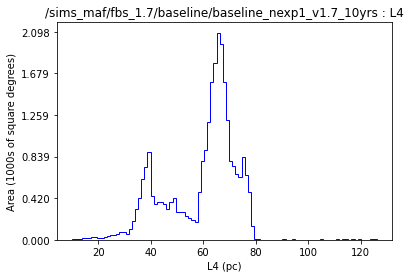 /sims_maf/fbs_1.7/baseline/baseline_nexp1_v1.7_10yrs : L4
2.098
1.679
1.259
0.839
0.420
0.000
Area (1000s of square degrees)
20 40 60 80 100 120
L4 (pc)